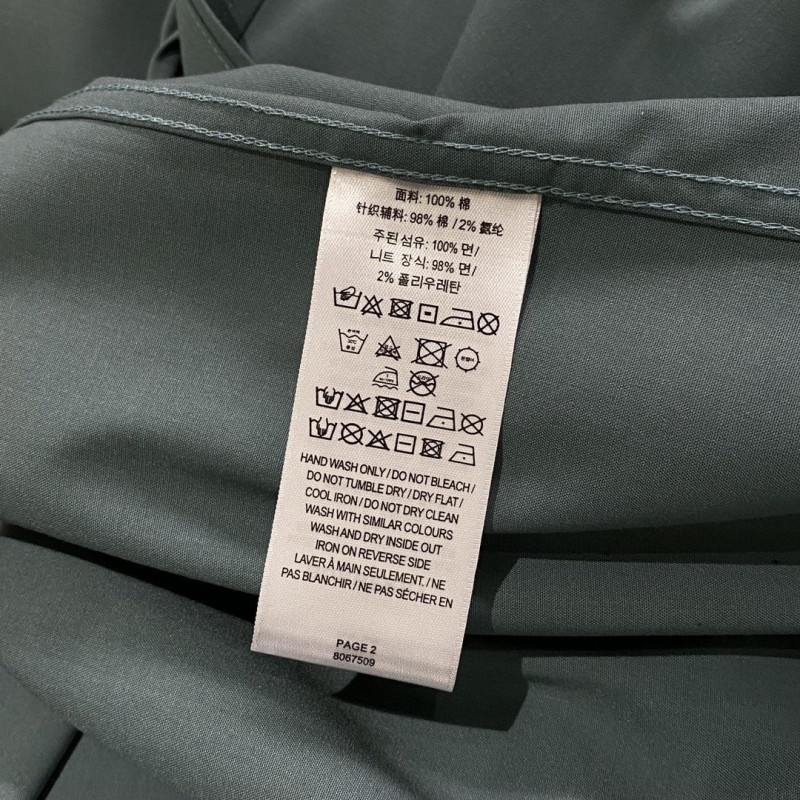 面料: 100% 棉
针织辅料: 98% 棉 / 2% 氨纶
주된 섬유: 100% 면 /
니트 장식: 98% 면 /
2% 폴리우레탄
HAND WASH ONLY / DO NOT BLEACH /
DO NOT TUMBLE DRY / DRY FLAT /
COOL IRON / DO NOT DRY CLEAN
WASH WITH SIMILAR COLOURS
WASH AND DRY INSIDE OUT
IRON ON REVERSE SIDE
LAVER À MAIN SEULEMENT. / NE
PAS BLANCHIR / NE PAS SÉCHER EN
PAGE 2
8067509